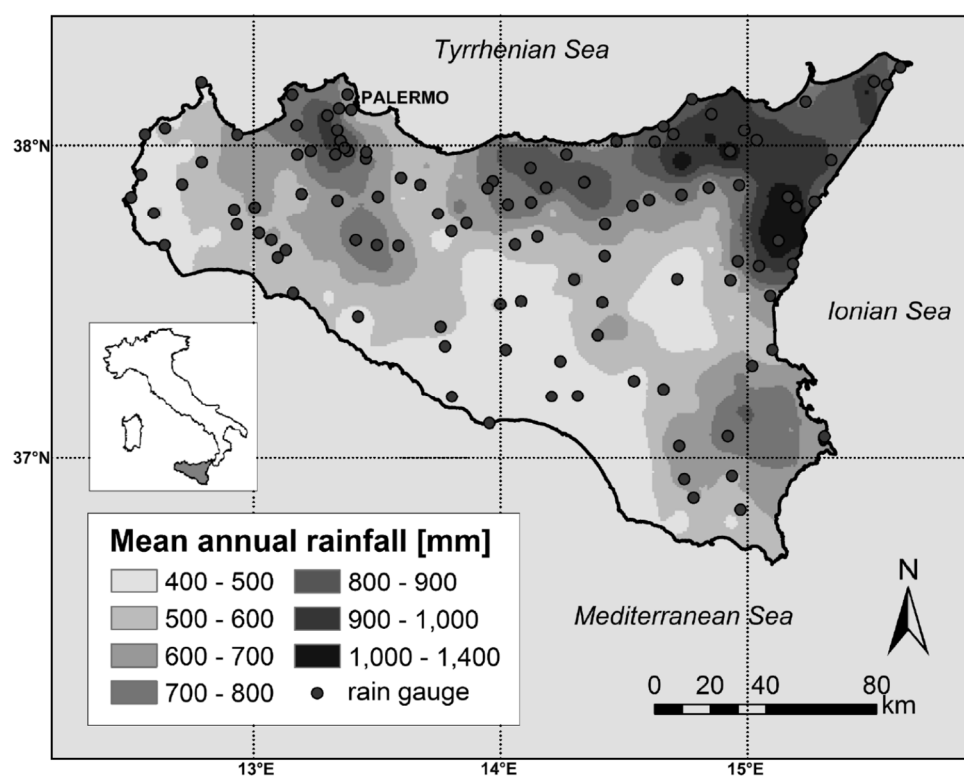 Tyrrhenian Sea
PALERMO
38°N
Ionian Sea
37°N
Mean annual rainfall [mm]
400 - 500
800 - 900
500 - 600
900 - 1,000
600 - 700
1,000 - 1,400
700 - 800
rain gauge
Mediterranean Sea
N
0 20 40 80
km
13°E 14°E 15°E